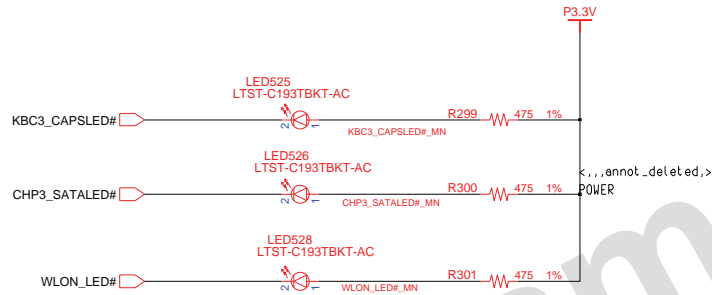 P3.3V
LED525
LTST-C193TBKT-AC
KBC3_CAPSLED#
2
1
R299
475
1%
KBC3_CAPSLED#_MN
LED526
LTST-C193TBKT-AC
<,,,annot_deleted,>
CHP3_SATALED#
2
1
R300
475
1%
POWER
CHP3_SATALED#_MN
LED528
LTST-C193TBKT-AC
WLON_LED#
2
1
R301
475
1%
WLON_LED#_MN